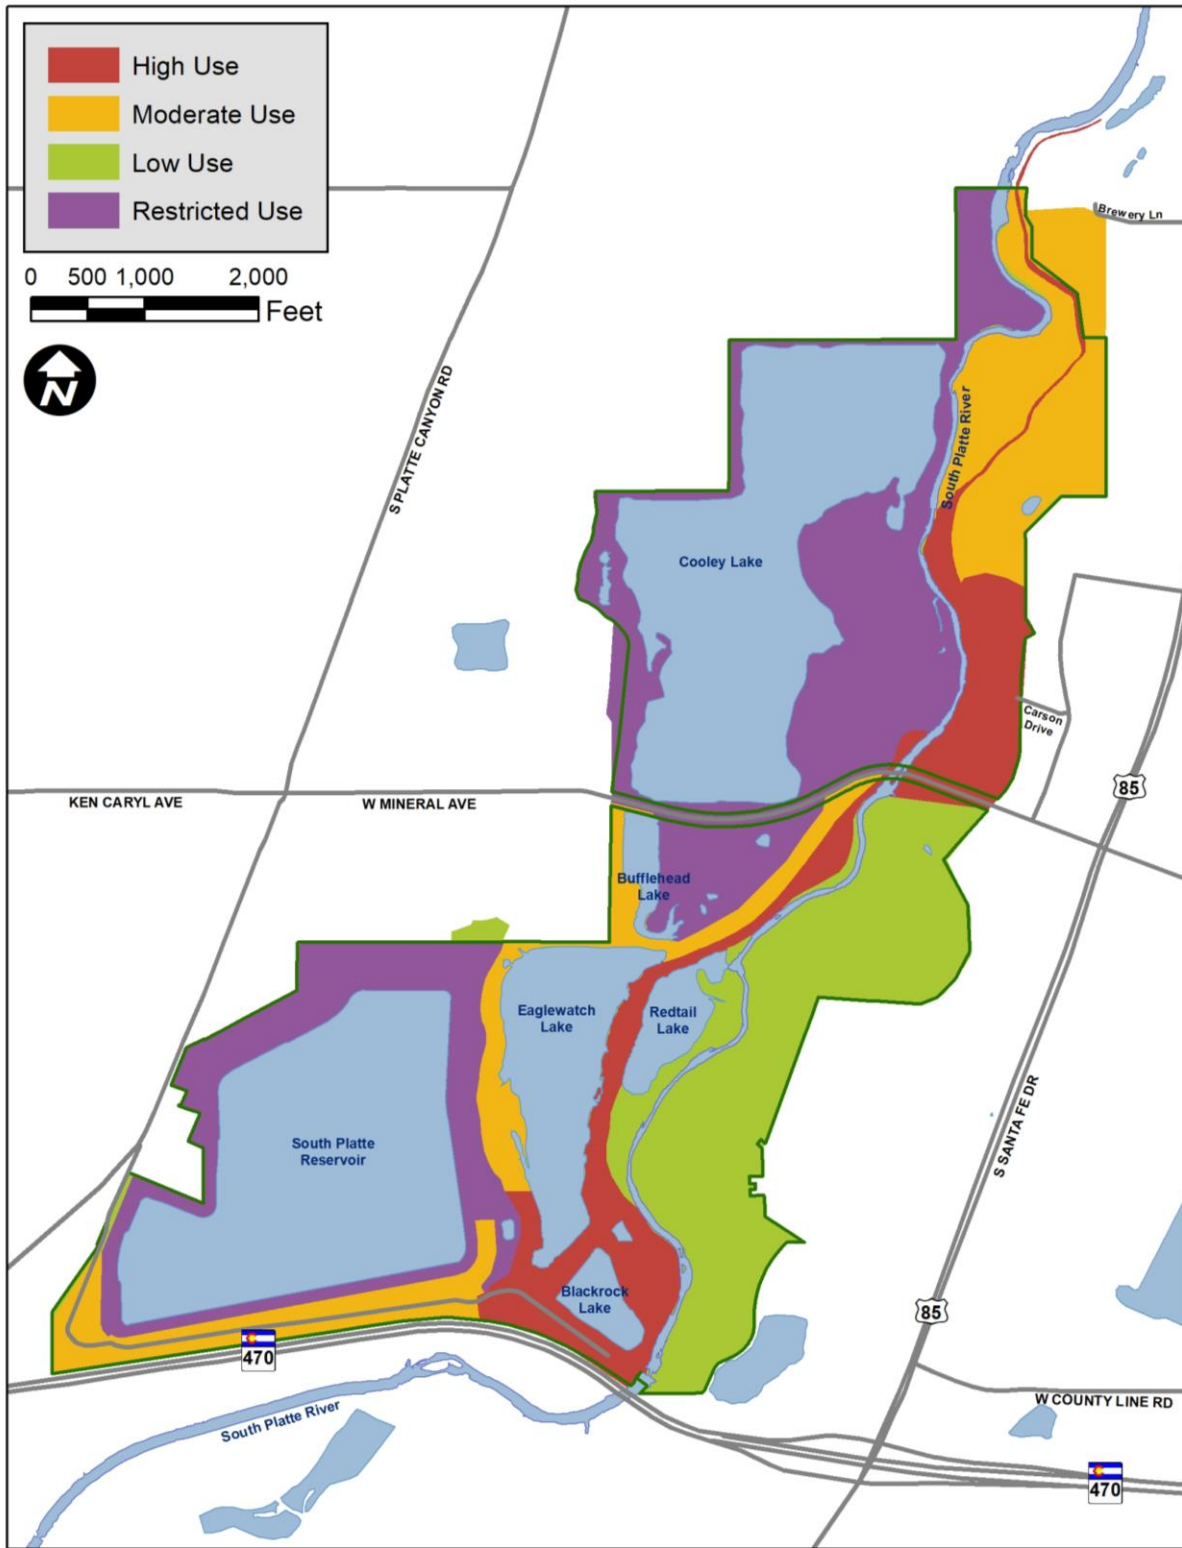 High Use
Moderate Use
Low Use
Restricted Use
0 500 1,000 2,000
Feet
N
Brewery Ln
S PLATTE CANYON RD
South Platte River
Cooley Lake
Carson
Drive
85
KEN CARYL AVE
W MINERAL AVE
Bufflehead
Lake
Eaglewatch
Lake
Redtail
Lake
S SANTA FE DR
South Platte
Reservoir
Blackrock
Lake
85
470
W COUNTY LINE RD
South Platte River
470